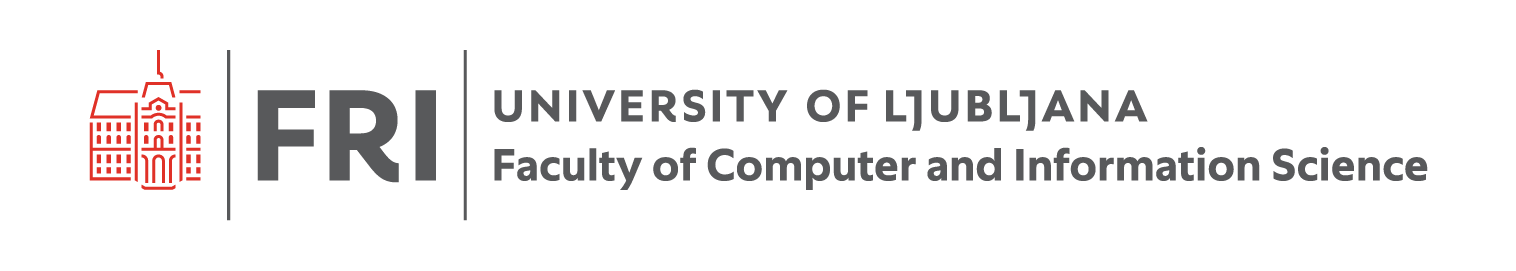 FRI
UNIVERSITY OF LJUBLJANA
Faculty of Computer and Information Science